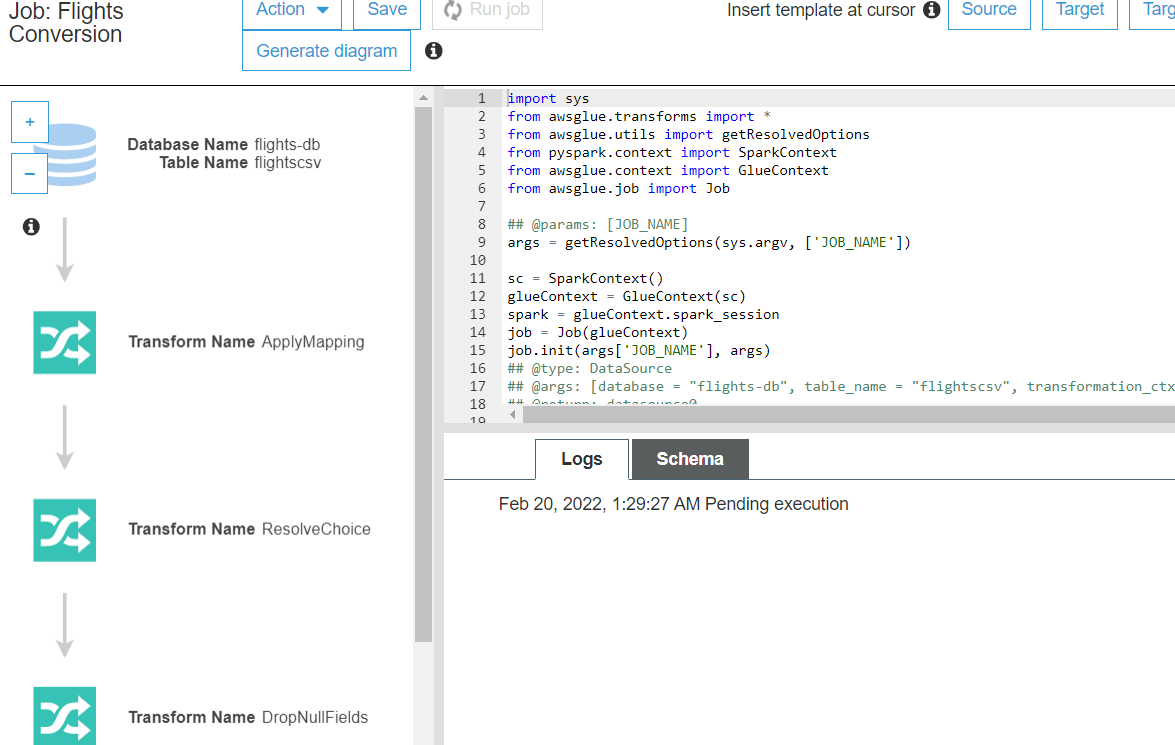 Job: Flights
Conversion
Action
Save
Run job
Insert template at cursor
Source
Target
Generate diagram
+
Database Name flights-db
Table Name flightscsv
−
Transform Name ApplyMapping
Transform Name ResolveChoice
Transform Name DropNullFields
1 import sys
2 from awsglue.transforms import *
3 from awsglue.utils import getResolvedOptions
4 from pyspark.context import SparkContext
5 from awsglue.context import GlueContext
6 from awsglue.job import Job
7
8 ## @params: [JOB_NAME]
9 args = getResolvedOptions(sys.argv, ['JOB_NAME'])
10
11 sc = SparkContext()
12 glueContext = GlueContext(sc)
13 spark = glueContext.spark_session
14 job = Job(glueContext)
15 job.init(args['JOB_NAME'], args)
16 ## @type: DataSource
17 ## @args: [database = "flights-db", table_name = "flightscsv", transformation_ctx
18 ## @return: datasource0
19
Logs
Schema
Feb 20, 2022, 1:29:27 AM Pending execution